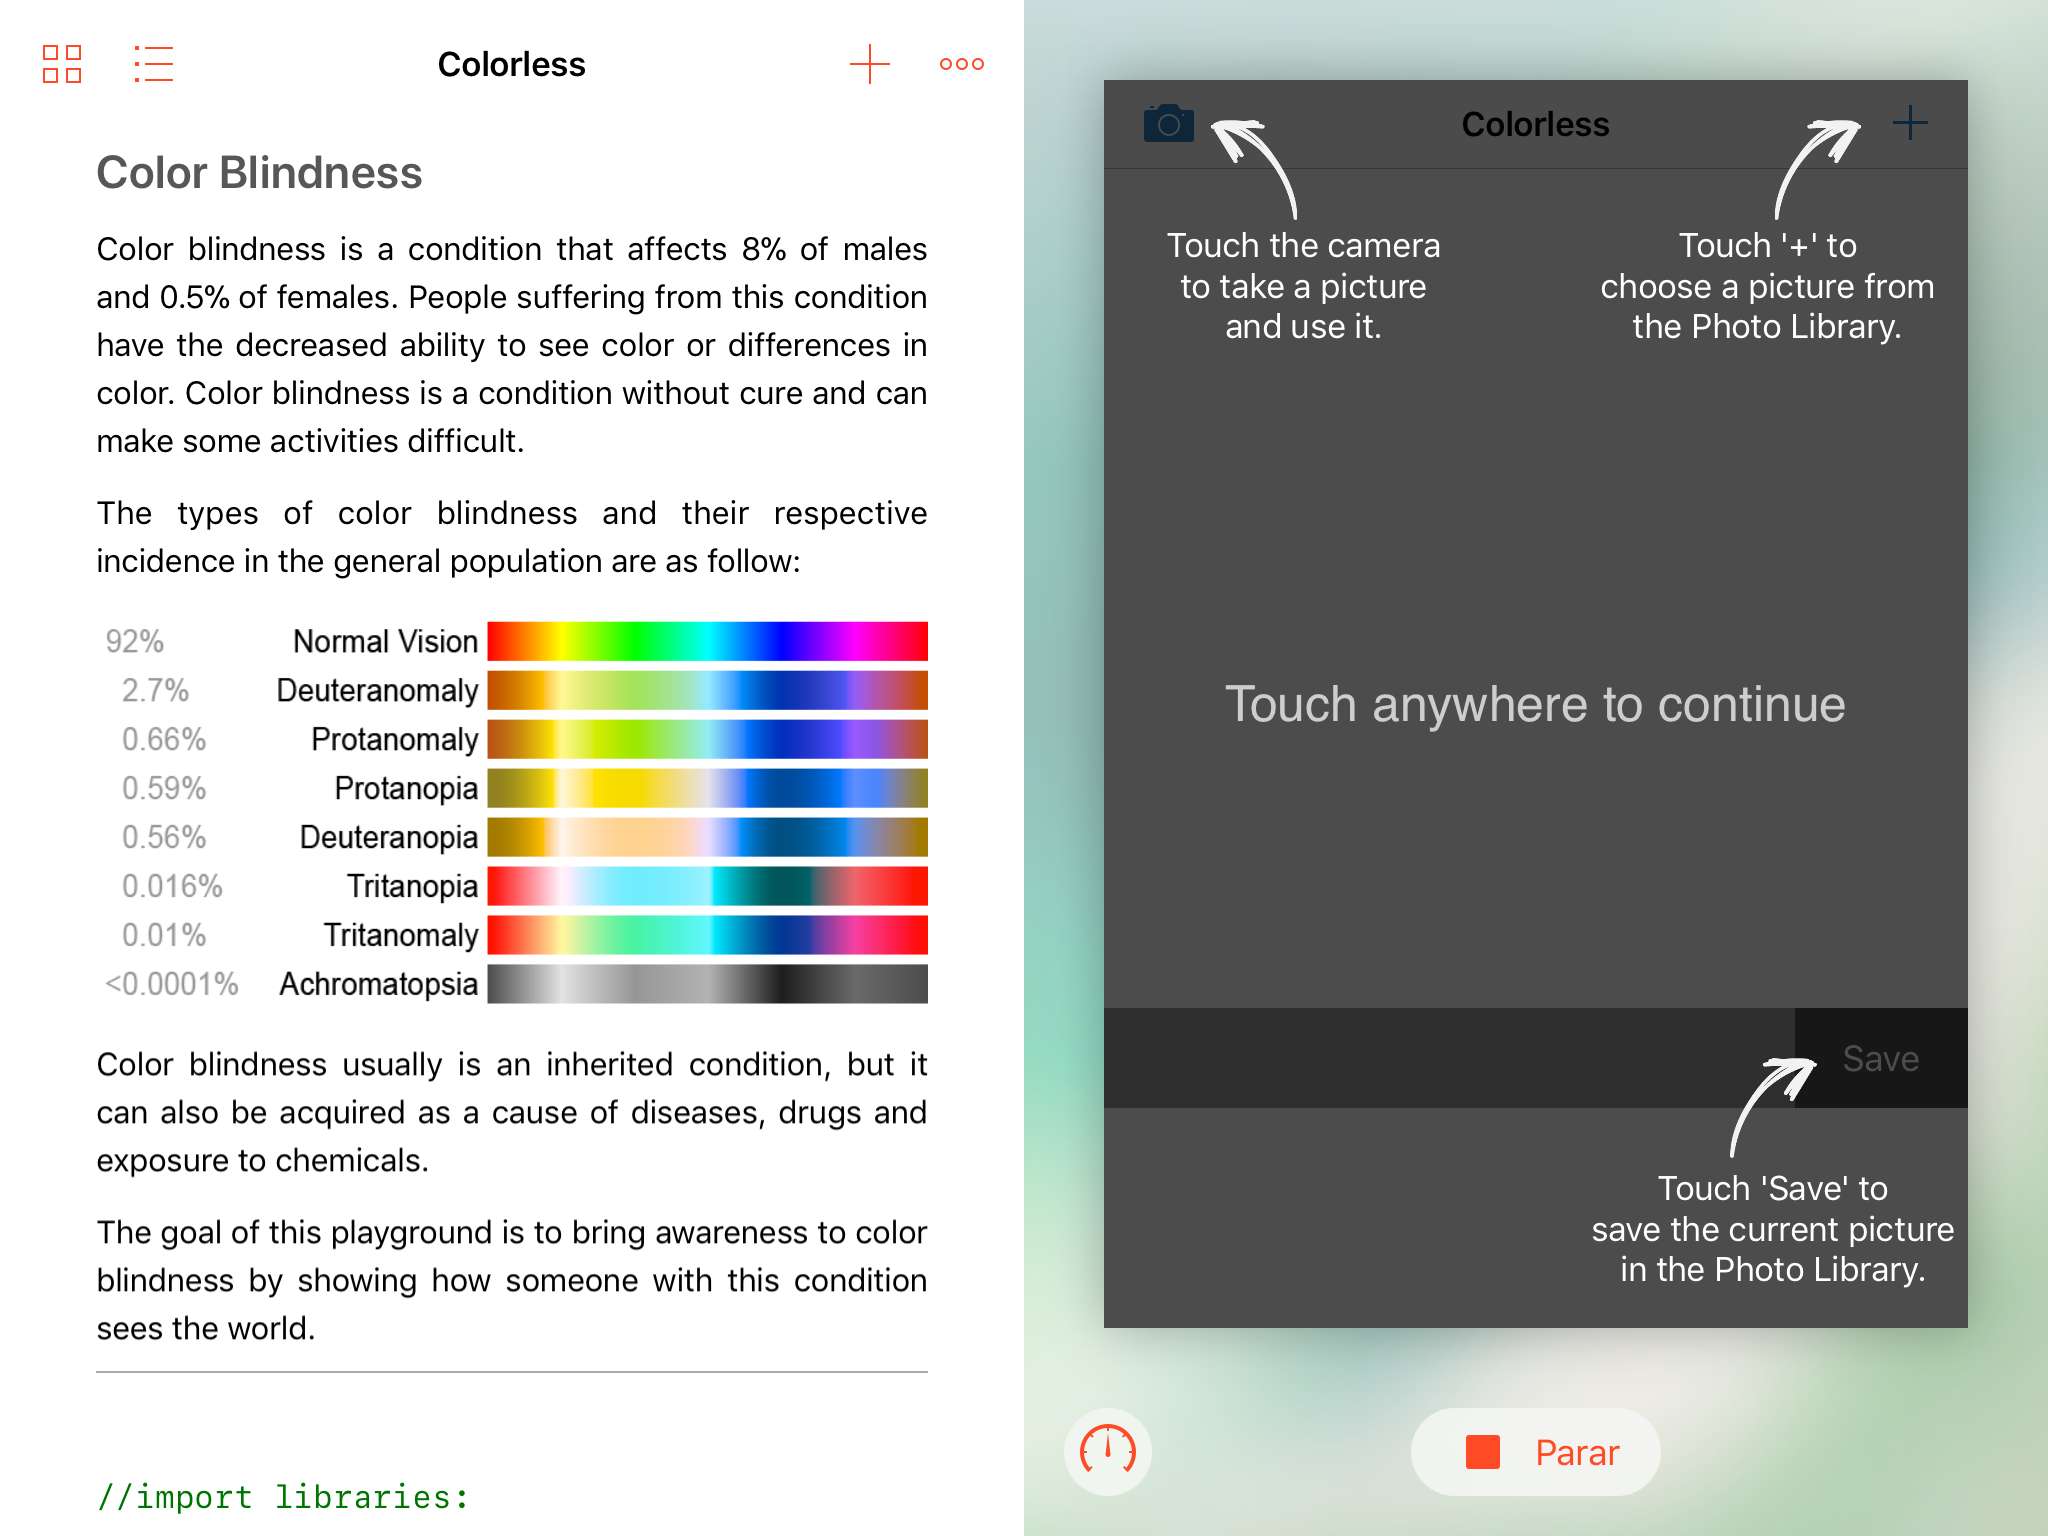 Colorless
Color Blindness
Color blindness is a condition that affects 8% of males
and 0.5% of females. People suffering from this condition
have the decreased ability to see color or differences in
color. Color blindness is a condition without cure and can
make some activities difficult.
The types of color blindness and their respective
incidence in the general population are as follow:
92% Normal Vision
2.7% Deuteranomaly
0.66% Protanomaly
0.59% Protanopia
0.56% Deuteranopia
0.016% Tritanopia
0.01% Tritanomaly
<0.0001% Achromatopsia
Color blindness usually is an inherited condition, but it
can also be acquired as a cause of diseases, drugs and
exposure to chemicals.
The goal of this playground is to bring awareness to color
blindness by showing how someone with this condition
sees the world.
//import libraries:
Colorless
Touch the camera
to take a picture
and use it.
Touch '+' to
choose a picture from
the Photo Library.
Touch anywhere to continue
Save
Touch 'Save' to
save the current picture
in the Photo Library.
Parar